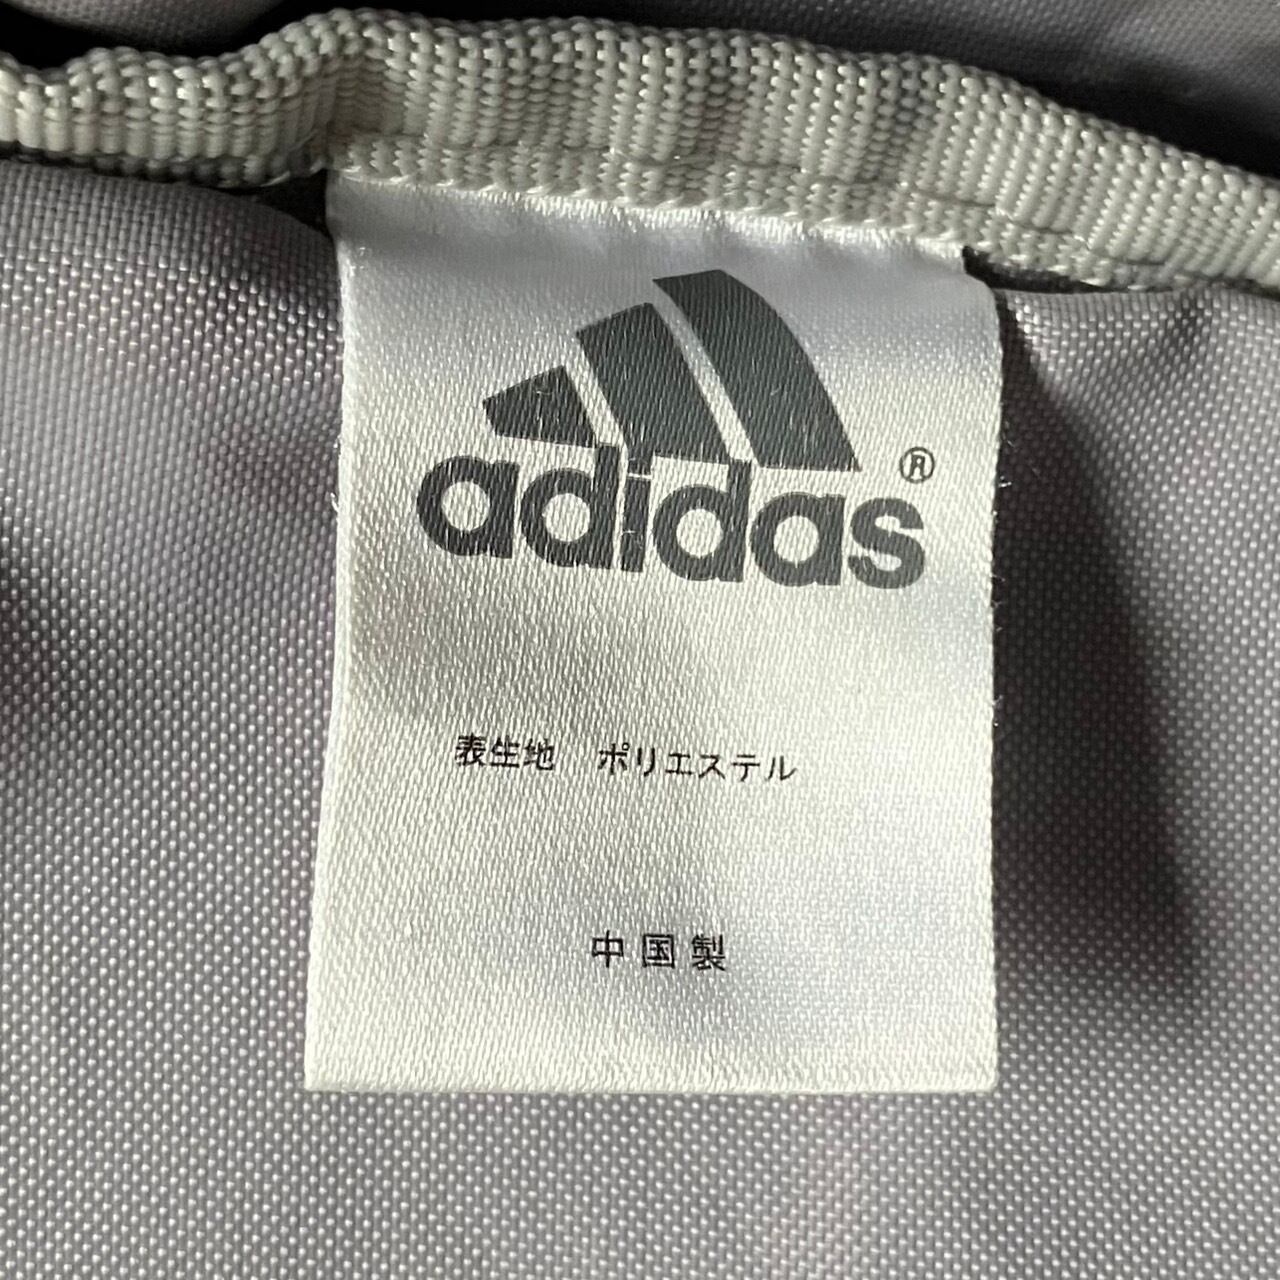 adidas®
表生地　ポリエステル
中国製